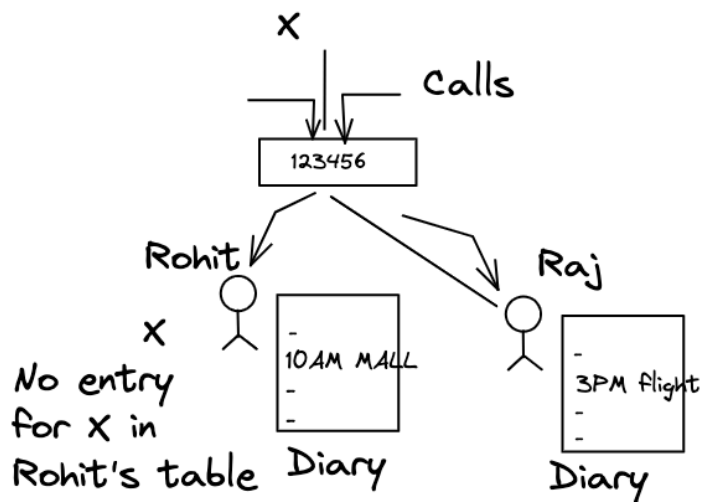 X
Calls
123456
Rohit
Raj
X
-
10AM MALL
-
-
-
3PM flight
-
-
No entry
for X in
Rohit's table
Diary
Diary